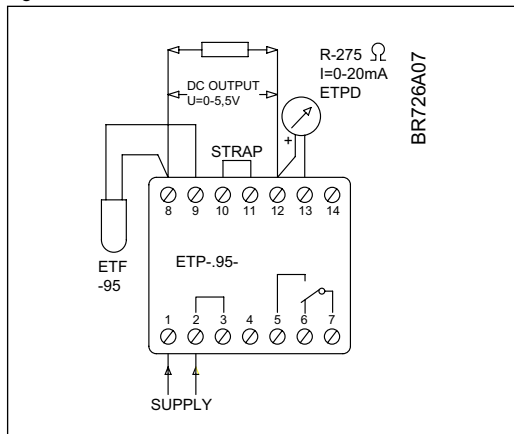 R-275 Ω
I=0-20mA
ETPD
BR726A07
DC OUTPUT
U=0-5,5V
+
STRAP
8 9 10 11 12 13 14
ETF
-95
ETP-.95-
1 2 3 4 5 6 7
SUPPLY